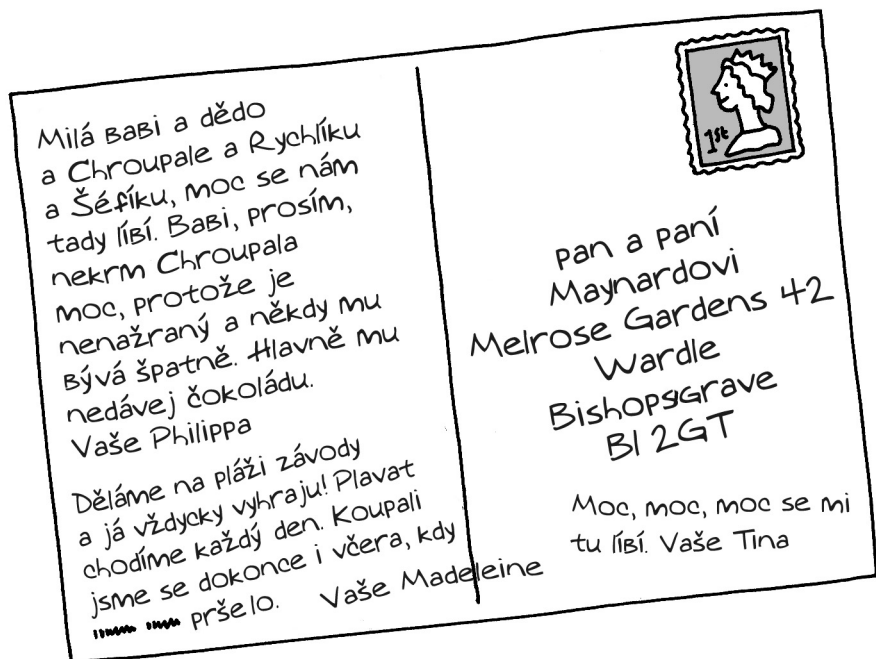 Milá Babi a dědo
a Chroupale a Rychlíku
a Šéfíku, moc se nám
tady líbí. Babi, prosím,
nekrm Chroupala
moc, protože je
nenažraný a někdy mu
bývá špatně. Hlavně mu
nedávej čokoládu.
Vaše Philippa
Děláme na pláži závody
a já vždycky vyhraju! Plavat
chodíme každý den. Koupali
jsme se dokonce i včera, kdy
pršelo. Vaše Madeleine
1st
pan a paní
Maynardovi
Melrose Gardens 42
Wardle
Bishopsgrave
BI 2GT
Moc, moc, moc se mi
tu líbí. Vaše Tina